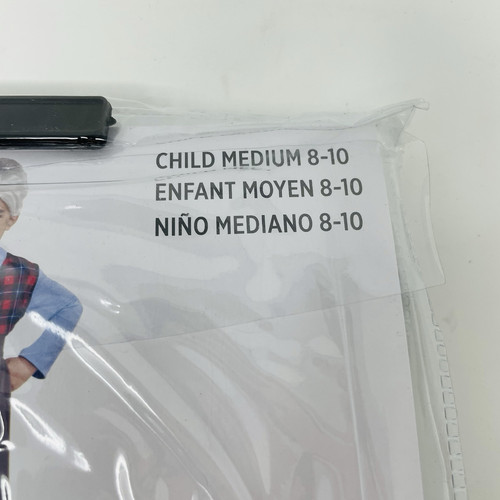 CHILD MEDIUM 8-10
ENFANT MOYEN 8-10
NIÑO MEDIANO 8-10